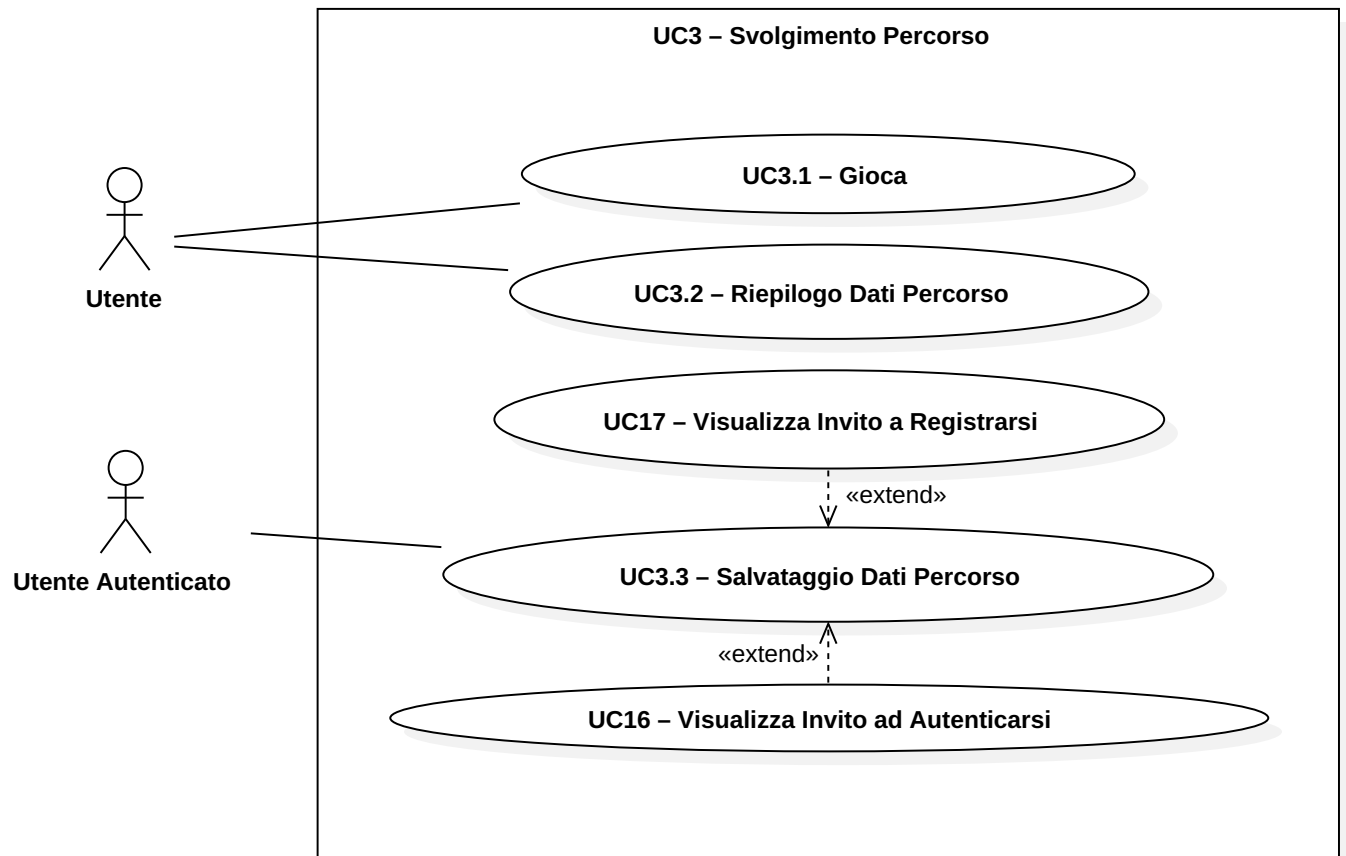 UC3 – Svolgimento Percorso
UC3.1 – Gioca
Utente
UC3.2 – Riepilogo Dati Percorso
UC17 – Visualizza Invito a Registrarsi
«extend»
Utente Autenticato
UC3.3 – Salvataggio Dati Percorso
«extend»
UC16 – Visualizza Invito ad Autenticarsi